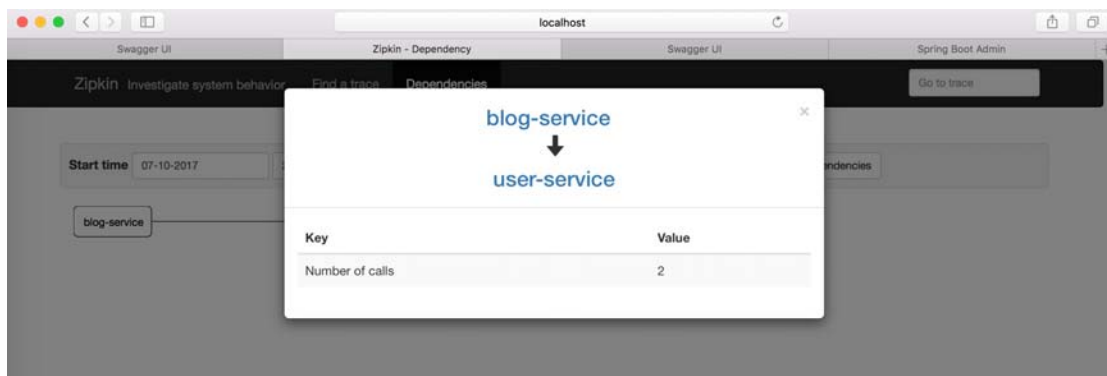 localhost
Swagger UI
Zipkin - Dependency
Swagger UI
Spring Boot Admin
Zipkin Investigate system behavior Find a trace Dependencies
Go to trace
blog-service
user-service
Start time 07-10-2017
blog-service
Key Value
Number of calls 2